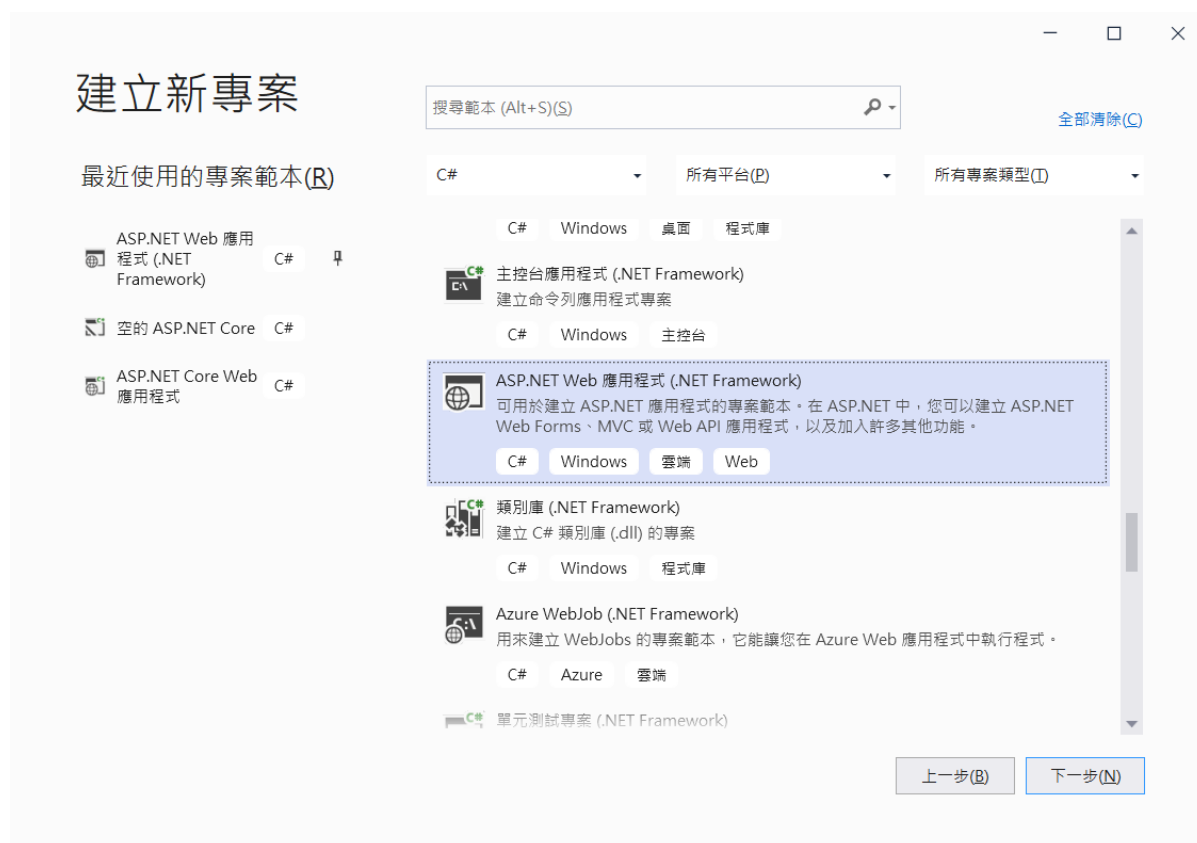 建立新專案
搜尋範本 (Alt+S)(S)
全部清除(C)
最近使用的專案範本(R)
ASP.NET Web 應用
程式 (.NET
Framework)
C#
空的 ASP.NET Core
C#
ASP.NET Core Web
應用程式
C#
C#
所有平台(P)
所有專案類型(T)
C# Windows 桌面 程式庫
主控台應用程式 (.NET Framework)
建立命令列應用程式專案
C# Windows 主控台
ASP.NET Web 應用程式 (.NET Framework)
可用於建立 ASP.NET 應用程式的專案範本。在 ASP.NET 中，您可以建立 ASP.NET
Web Forms、MVC 或 Web API 應用程式，以及加入許多其他功能。
C# Windows 雲端 Web
類別庫 (.NET Framework)
建立 C# 類別庫 (.dll) 的專案
C# Windows 程式庫
Azure WebJob (.NET Framework)
用來建立 WebJobs 的專案範本，它能讓您在 Azure Web 應用程式中執行程式。
C# Azure 雲端
單元測試專案 (.NET Framework)
上一步(B)
下一步(N)